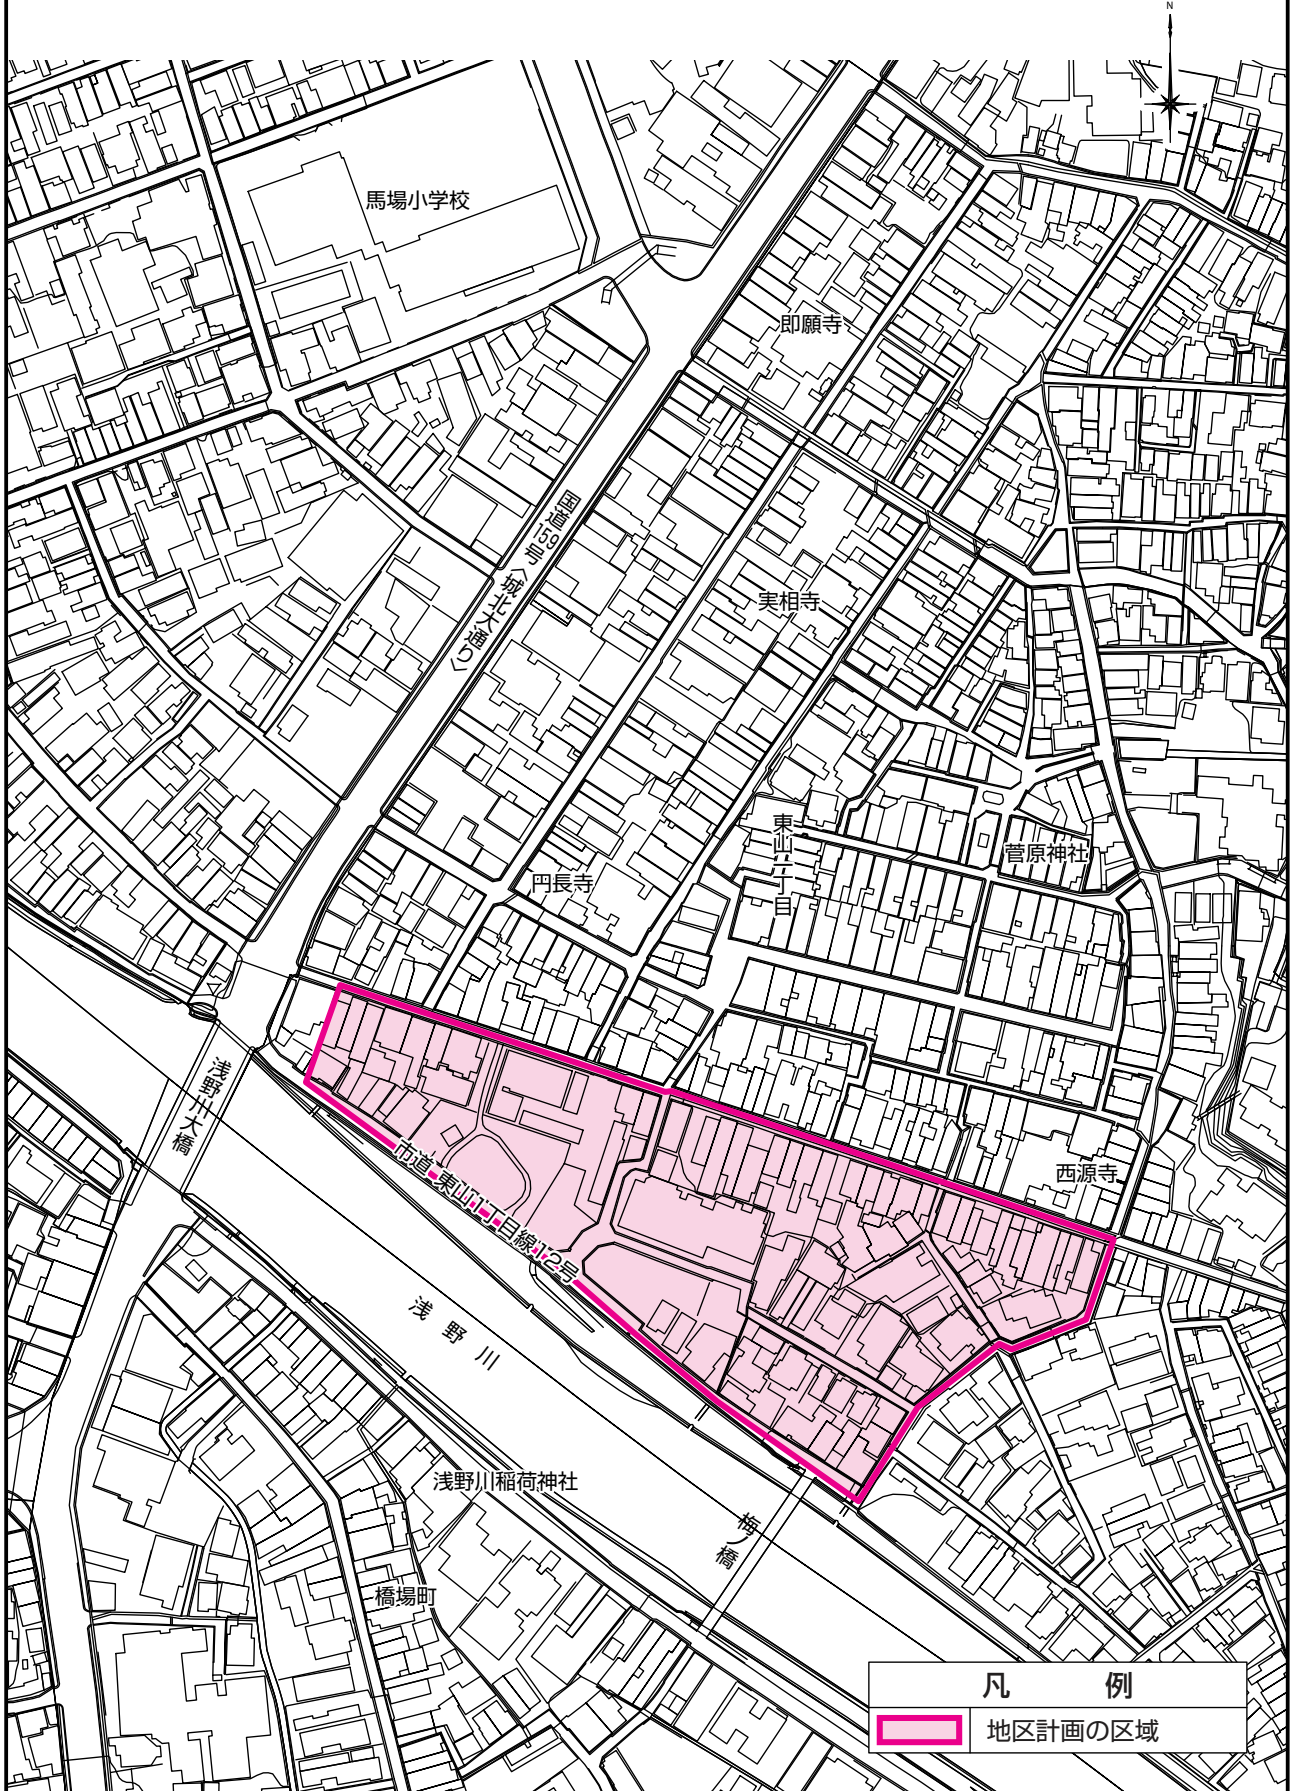 N
馬場小学校
即願寺
国道159号〈城北大通り〉
実相寺
東山一丁目
菅原神社
円長寺
浅野川大橋
西源寺
市道 東山1丁目線12号
浅野川
浅野川稲荷神社
梅ノ橋
橋場町
凡例
地区計画の区域